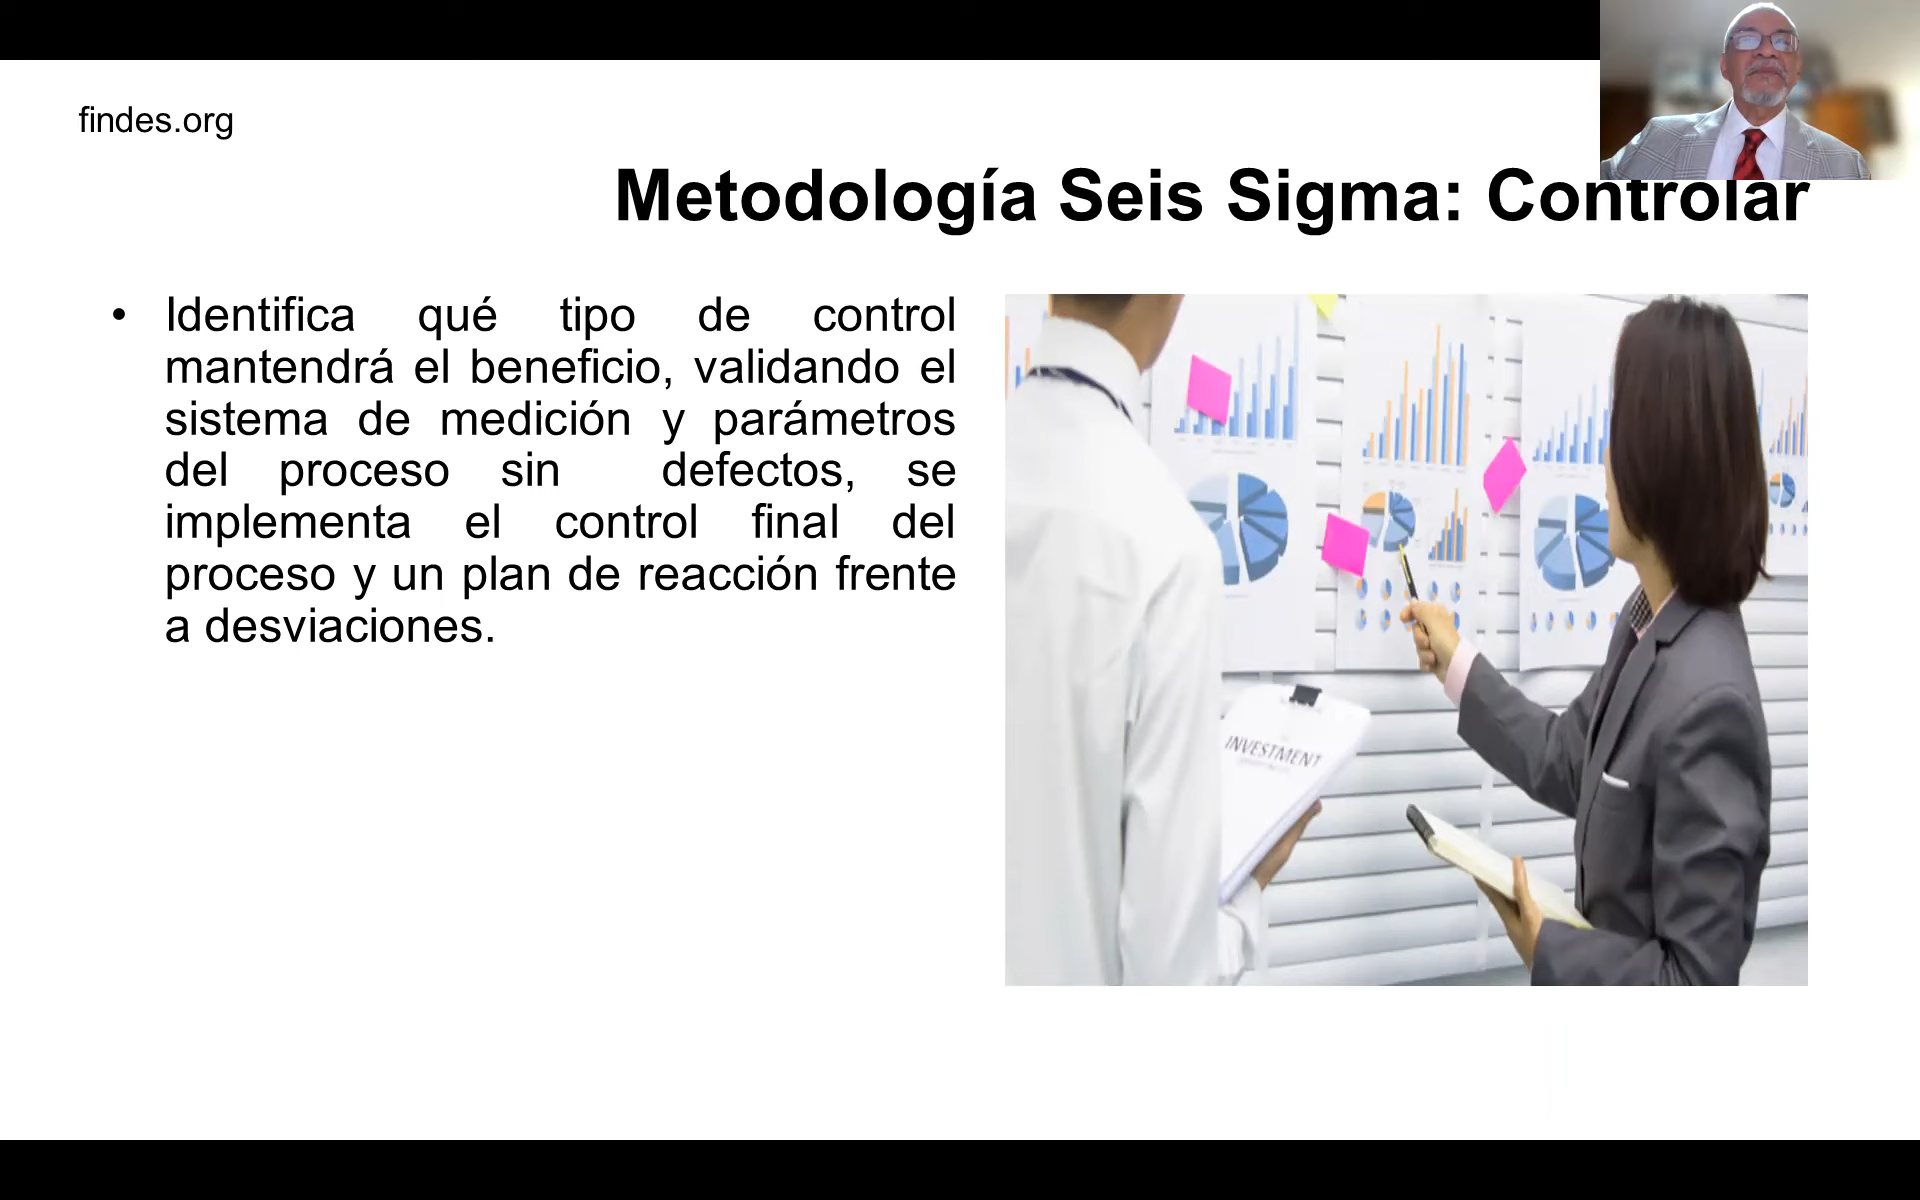 findes.org
Metodología Seis Sigma: Controlar
• Identifica qué tipo de control
mantendrá el beneficio, validando el
sistema de medición y parámetros
del proceso sin defectos, se
implementa el control final del
proceso y un plan de reacción frente
a desviaciones.
INVESTMENT